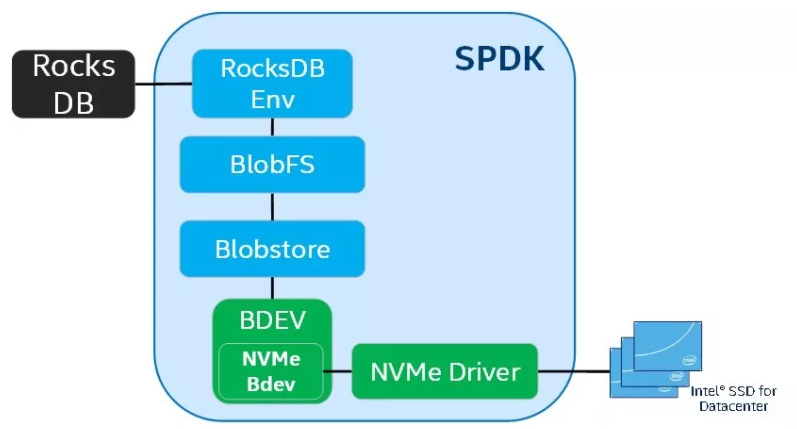 SPDK
Rocks
DB
RocksDB
Env
BlobFS
Blobstore
BDEV
NVMe
Bdev
NVMe Driver
Intel® SSD for
Datacenter